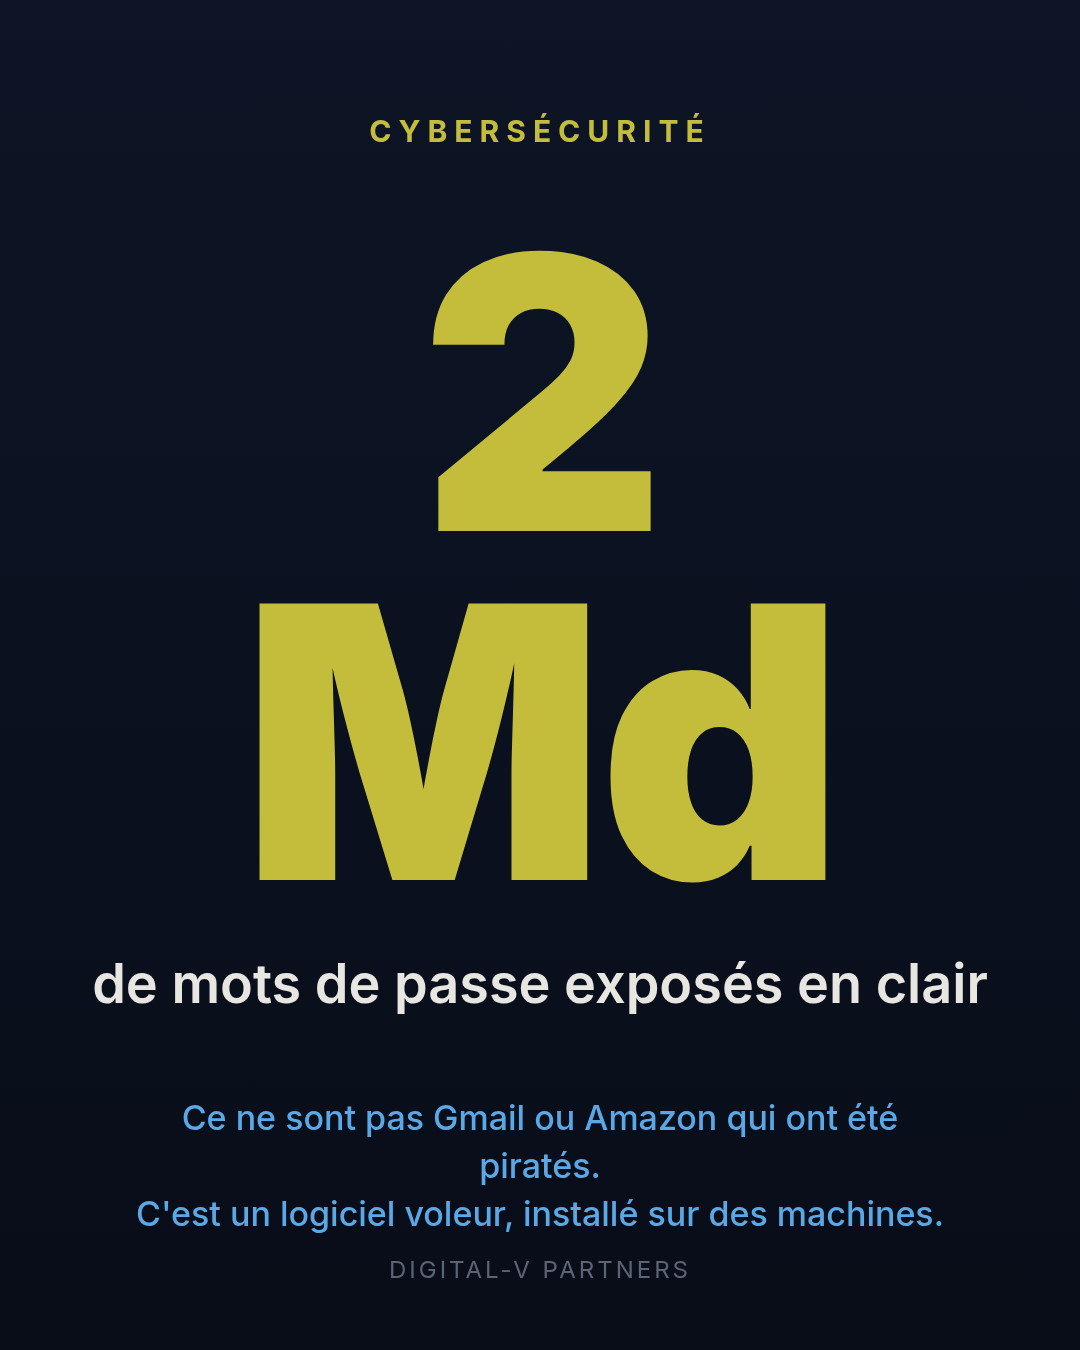 CYBERSÉCURITÉ
2
Md
de mots de passe exposés en clair
Ce ne sont pas Gmail ou Amazon qui ont été
piratés.
C'est un logiciel voleur, installé sur des machines.
DIGITAL-V PARTNERS